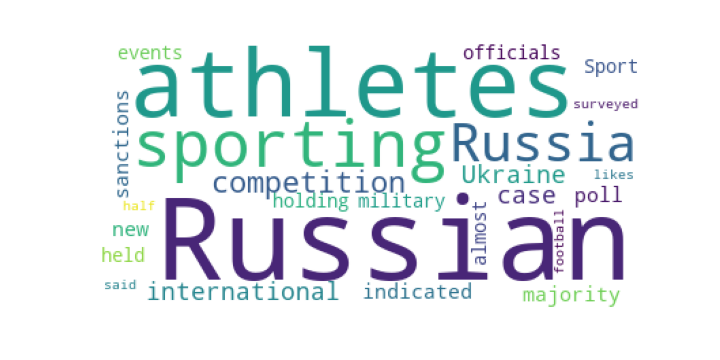 events
officials
athletes
Sport
sanctions
surveyed
sporting
Russia
Ukraine
likes
competition
case
poll
holding
military
half
Russian
almost
football
new
held
said
international
indicated
majority